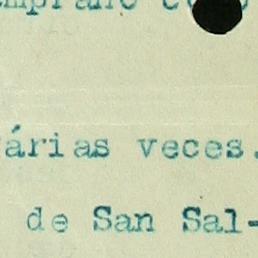 várias veces.
de San Sal-